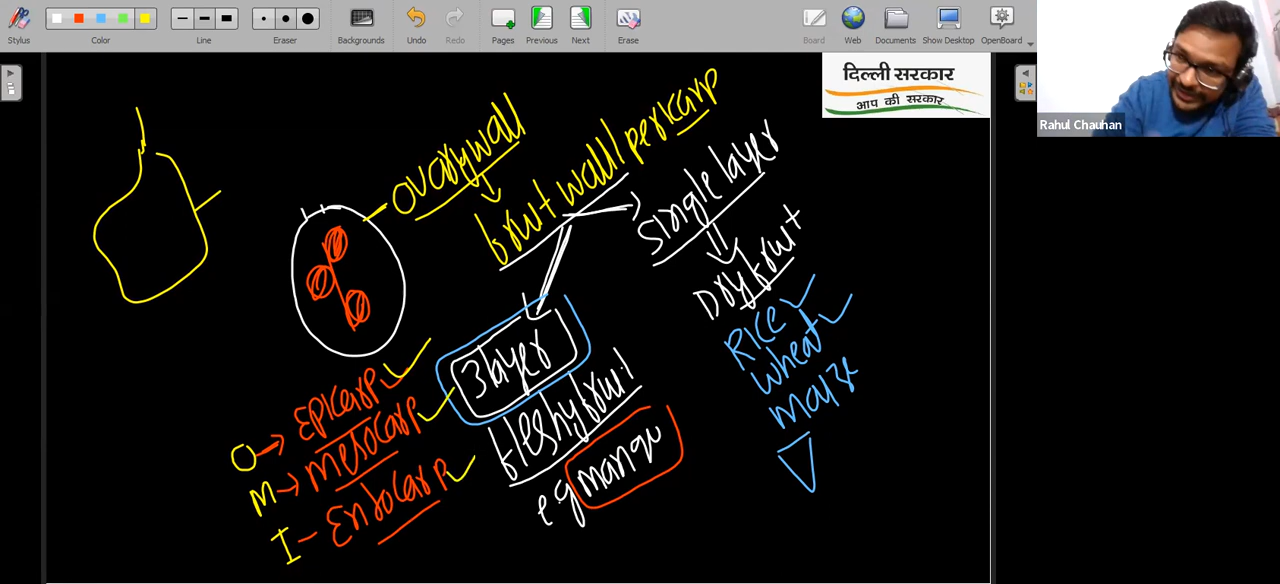 Stylus
Color
Line
Eraser
Backgrounds
Undo
Redo
Pages
Previous
Next
Erase
Board
Web
Documents
Show Desktop
OpenBoard
दिल्ली सरकार
आप की सरकार
Rahul Chauhan
ovary wall
fruit wall / pericarp
single layer
Dry fruit
Rice
wheat
maize
3 layer
fleshy fruit
eg mango
O → Epicarp
M → mesocarp
I - Endocarp